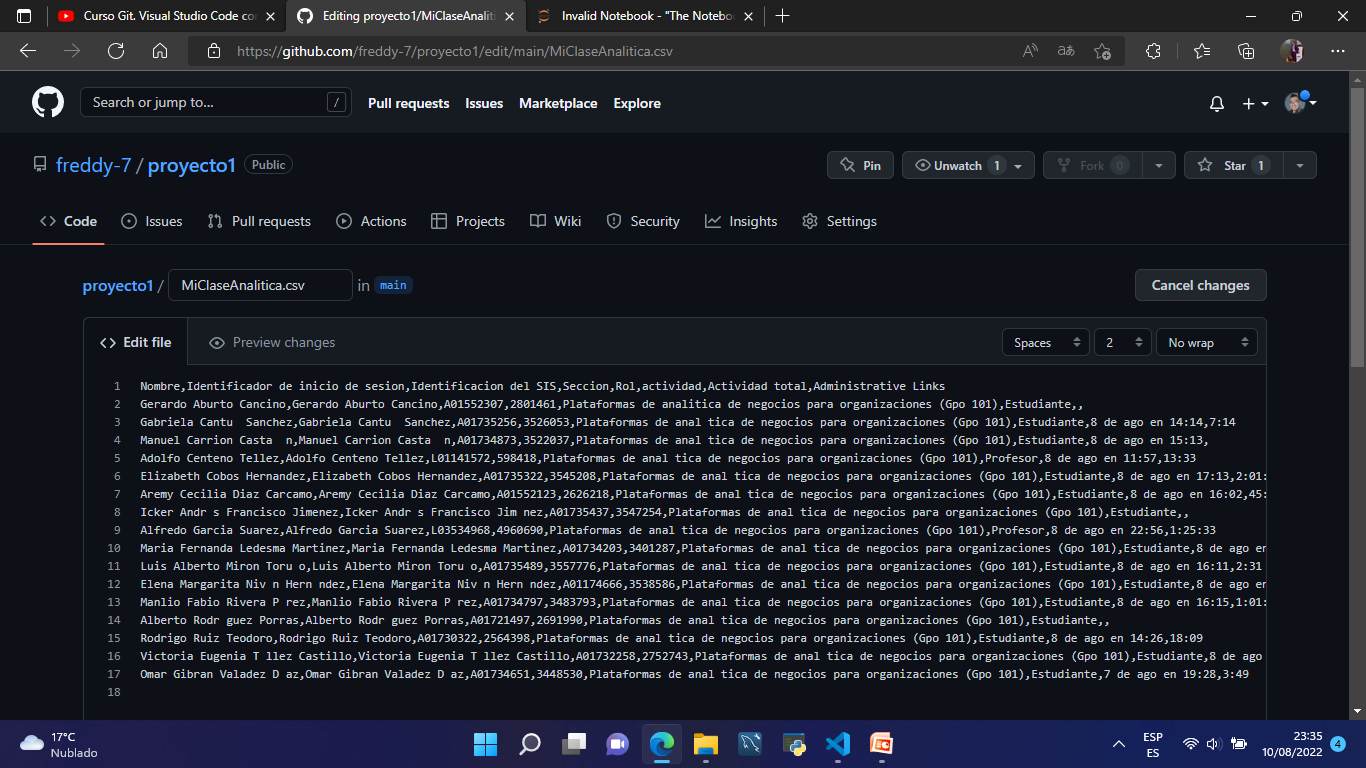 Curso Git. Visual Studio Code co
Editing proyecto1/MiClaseAnaliti
Invalid Notebook - "The Notebo
https://github.com/freddy-7/proyecto1/edit/main/MiClaseAnalitica.csv
Search or jump to... /
Pull requests Issues Marketplace Explore
freddy-7 / proyecto1 Public
Pin Unwatch 1 Fork 0 Star 1
Code Issues Pull requests Actions Projects Wiki Security Insights Settings
proyecto1 / MiClaseAnalitica.csv in main Cancel changes
Edit file Preview changes Spaces 2 No wrap
1 Nombre,Identificador de inicio de sesion,Identificacion del SIS,Seccion,Rol,actividad,Actividad total,Administrative Links
2 Gerardo Aburto Cancino,Gerardo Aburto Cancino,A01552307,2801461,Plataformas de analitica de negocios para organizaciones (Gpo 101),Estudiante,,
3 Gabriela Cantu  Sanchez,Gabriela Cantu  Sanchez,A01735256,3526053,Plataformas de anal tica de negocios para organizaciones (Gpo 101),Estudiante,8 de ago en 14:14,7:14
4 Manuel Carrion Casta  n,Manuel Carrion Casta  n,A01734873,3522037,Plataformas de anal tica de negocios para organizaciones (Gpo 101),Estudiante,8 de ago en 15:13,
5 Adolfo Centeno Tellez,Adolfo Centeno Tellez,L01141572,598418,Plataformas de anal tica de negocios para organizaciones (Gpo 101),Profesor,8 de ago en 11:57,13:33
6 Elizabeth Cobos Hernandez,Elizabeth Cobos Hernandez,A01735322,3545208,Plataformas de anal tica de negocios para organizaciones (Gpo 101),Estudiante,8 de ago en 17:13,2:01:
7 Aremy Cecilia Diaz Carcamo,Aremy Cecilia Diaz Carcamo,A01552123,2626218,Plataformas de anal tica de negocios para organizaciones (Gpo 101),Estudiante,8 de ago en 16:02,45:
8 Icker Andr s Francisco Jimenez,Icker Andr s Francisco Jim nez,A01735437,3547254,Plataformas de anal tica de negocios para organizaciones (Gpo 101),Estudiante,,
9 Alfredo Garcia Suarez,Alfredo Garcia Suarez,L03534968,4960690,Plataformas de anal tica de negocios para organizaciones (Gpo 101),Profesor,8 de ago en 22:56,1:25:33
10 Maria Fernanda Ledesma Martinez,Maria Fernanda Ledesma Martinez,A01734203,3401287,Plataformas de anal tica de negocios para organizaciones (Gpo 101),Estudiante,8 de ago en
11 Luis Alberto Miron Toru o,Luis Alberto Miron Toru o,A01735489,3557776,Plataformas de anal tica de negocios para organizaciones (Gpo 101),Estudiante,8 de ago en 16:11,2:31
12 Elena Margarita Niv n Hern ndez,Elena Margarita Niv n Hern ndez,A01174666,3538586,Plataformas de anal tica de negocios para organizaciones (Gpo 101),Estudiante,8 de ago en
13 Manlio Fabio Rivera P rez,Manlio Fabio Rivera P rez,A01734797,3483793,Plataformas de anal tica de negocios para organizaciones (Gpo 101),Estudiante,8 de ago en 16:15,1:01:
14 Alberto Rodr guez Porras,Alberto Rodr guez Porras,A01721497,2691990,Plataformas de anal tica de negocios para organizaciones (Gpo 101),Estudiante,,
15 Rodrigo Ruiz Teodoro,Rodrigo Ruiz Teodoro,A01730322,2564398,Plataformas de anal tica de negocios para organizaciones (Gpo 101),Estudiante,8 de ago en 14:26,18:09
16 Victoria Eugenia T llez Castillo,Victoria Eugenia T llez Castillo,A01732258,2752743,Plataformas de anal tica de negocios para organizaciones (Gpo 101),Estudiante,8 de ago
17 Omar Gibran Valadez D az,Omar Gibran Valadez D az,A01734651,3448530,Plataformas de anal tica de negocios para organizaciones (Gpo 101),Estudiante,7 de ago en 19:28,3:49
18
17°C
Nublado
ESP
ES
23:35
10/08/2022
4